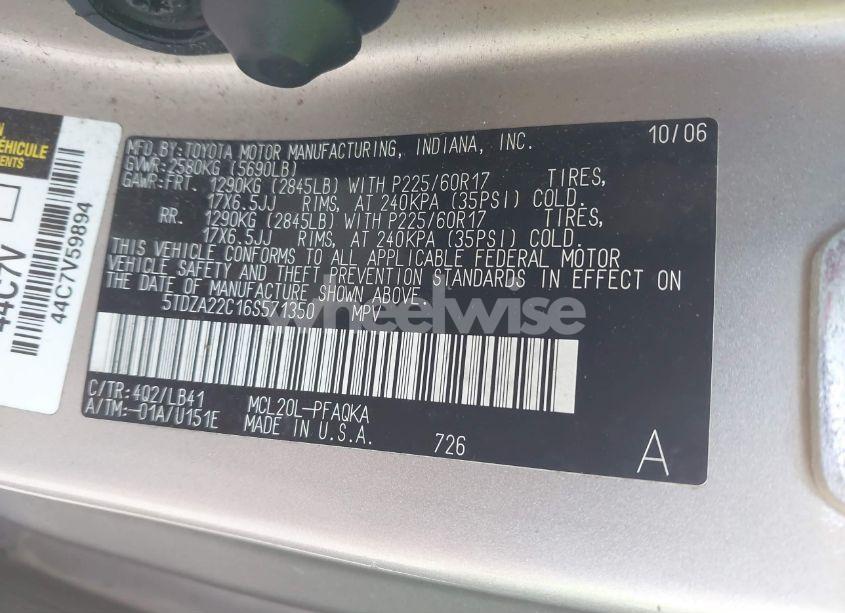 N
VÉHICULE
ENTS
44C7V
44C7V59894
MFD.BY:TOYOTA MOTOR MANUFACTURING, INDIANA, INC. 10/06
GVWR: 2580KG (5690LB)
GAWR:FRT. 1290KG (2845LB) WITH P225/60R17 TIRES,
17X6.5JJ RIMS, AT 240KPA (35PSI) COLD.
RR. 1290KG (2845LB) WITH P225/60R17 TIRES,
17X6.5JJ RIMS, AT 240KPA (35PSI) COLD.
THIS VEHICLE CONFORMS TO ALL APPLICABLE FEDERAL MOTOR
VEHICLE SAFETY AND THEFT PREVENTION STANDARDS IN EFFECT ON
THE DATE OF MANUFACTURE SHOWN ABOVE.
5TDZA22C16S571350 MPV
wheelwise
C/TR:4Q2/LB41 MCL20L-PFAQKA
A/TM:-01A/U151E MADE IN U.S.A. 726 A